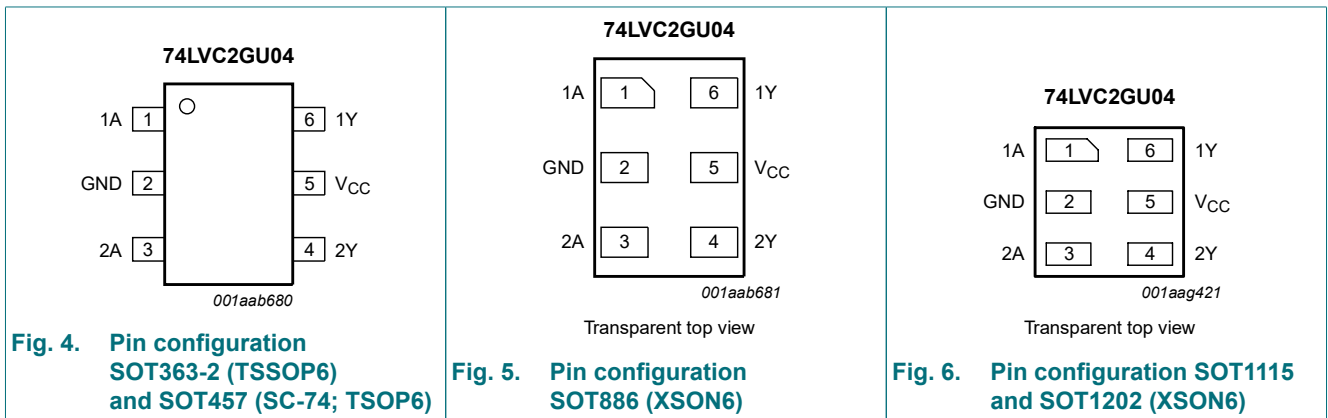 74LVC2GU04
1A 1 6 1Y
GND 2 5 VCC
2A 3 4 2Y
001aab680
Fig. 4. Pin configuration
SOT363-2 (TSSOP6)
and SOT457 (SC-74; TSOP6)
74LVC2GU04
1A 1 6 1Y
GND 2 5 VCC
2A 3 4 2Y
001aab681
Transparent top view
Fig. 5. Pin configuration
SOT886 (XSON6)
74LVC2GU04
1A 1 6 1Y
GND 2 5 VCC
2A 3 4 2Y
001aag421
Transparent top view
Fig. 6. Pin configuration SOT1115
and SOT1202 (XSON6)